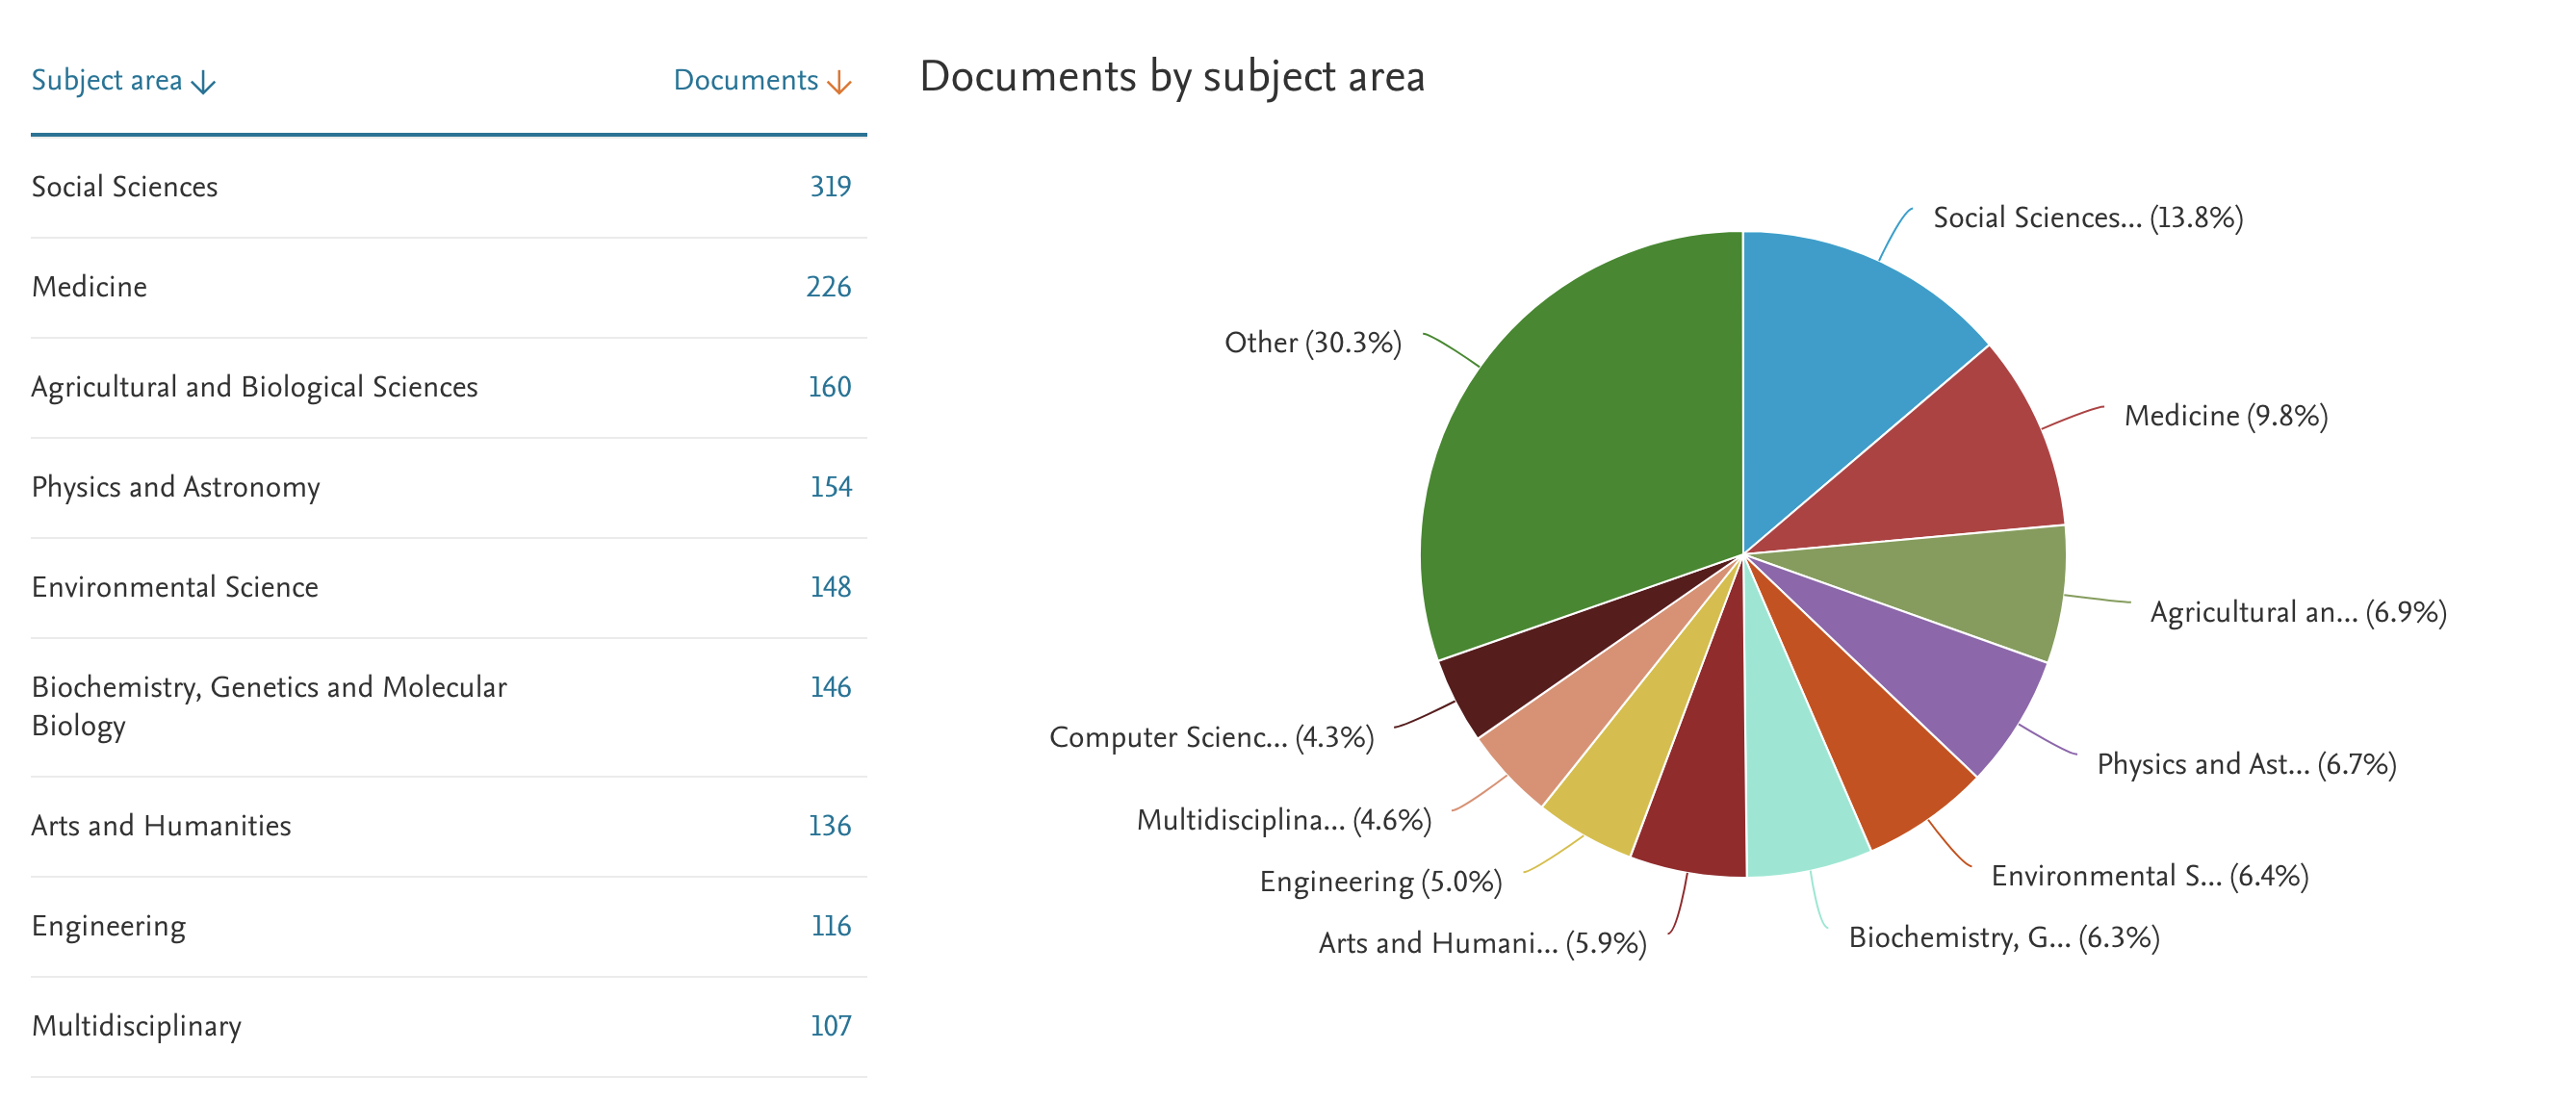 Subject area
Documents
Social Sciences 319
Medicine 226
Agricultural and Biological Sciences 160
Physics and Astronomy 154
Environmental Science 148
Biochemistry, Genetics and Molecular 146
Biology
Arts and Humanities 136
Engineering 116
Multidisciplinary 107
Documents by subject area
Social Sciences... (13.8%)
Medicine (9.8%)
Agricultural an... (6.9%)
Physics and Ast... (6.7%)
Environmental S... (6.4%)
Biochemistry, G... (6.3%)
Arts and Humani... (5.9%)
Engineering (5.0%)
Multidisciplina... (4.6%)
Computer Scienc... (4.3%)
Other (30.3%)